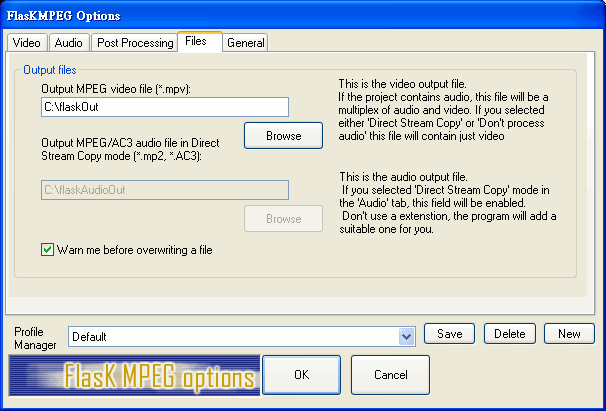 FlasKMPEG Options
Video Audio Post Processing Files General
Output files
Output MPEG video file (*.mpv):
C:\flaskOut
Browse
This is the video output file.
If the project contains audio, this file will be a
multiplex of audio and video. If you selected
either 'Direct Stream Copy' or 'Don't process
audio' this file will contain just video
Output MPEG/AC3 audio file in Direct
Stream Copy mode (*.mp2, *.AC3):
C:\flaskAudioOut
Browse
This is the audio output file.
If you selected 'Direct Stream Copy' mode in
the 'Audio' tab, this field will be enabled.
Don't use a extenstion, the program will add a
suitable one for you.
Warn me before overwriting a file
Profile
Manager
Default
Save Delete New
FlasK MPEG options
OK Cancel